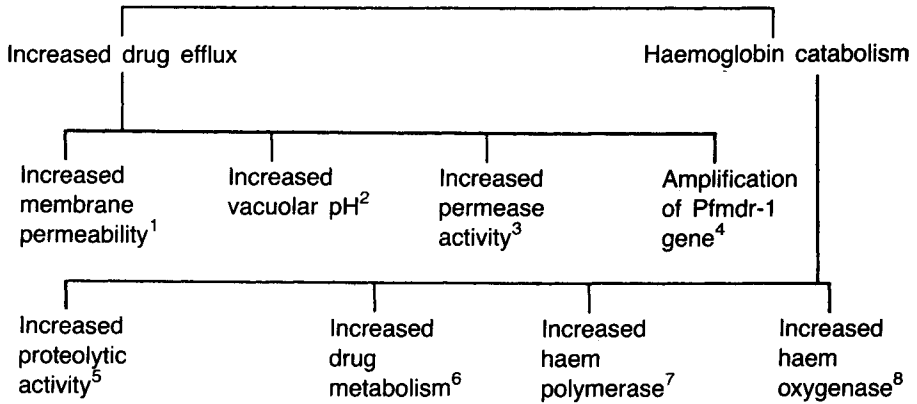 Increased drug efflux
Haemoglobin catabolism
Increased
membrane
permeability¹
Increased
vacuolar pH²
Increased
permease
activity³
Amplification
of Pfmdr-1
gene⁴
Increased
proteolytic
activity⁵
Increased
drug
metabolism⁶
Increased
haem
polymerase⁷
Increased
haem
oxygenase⁸